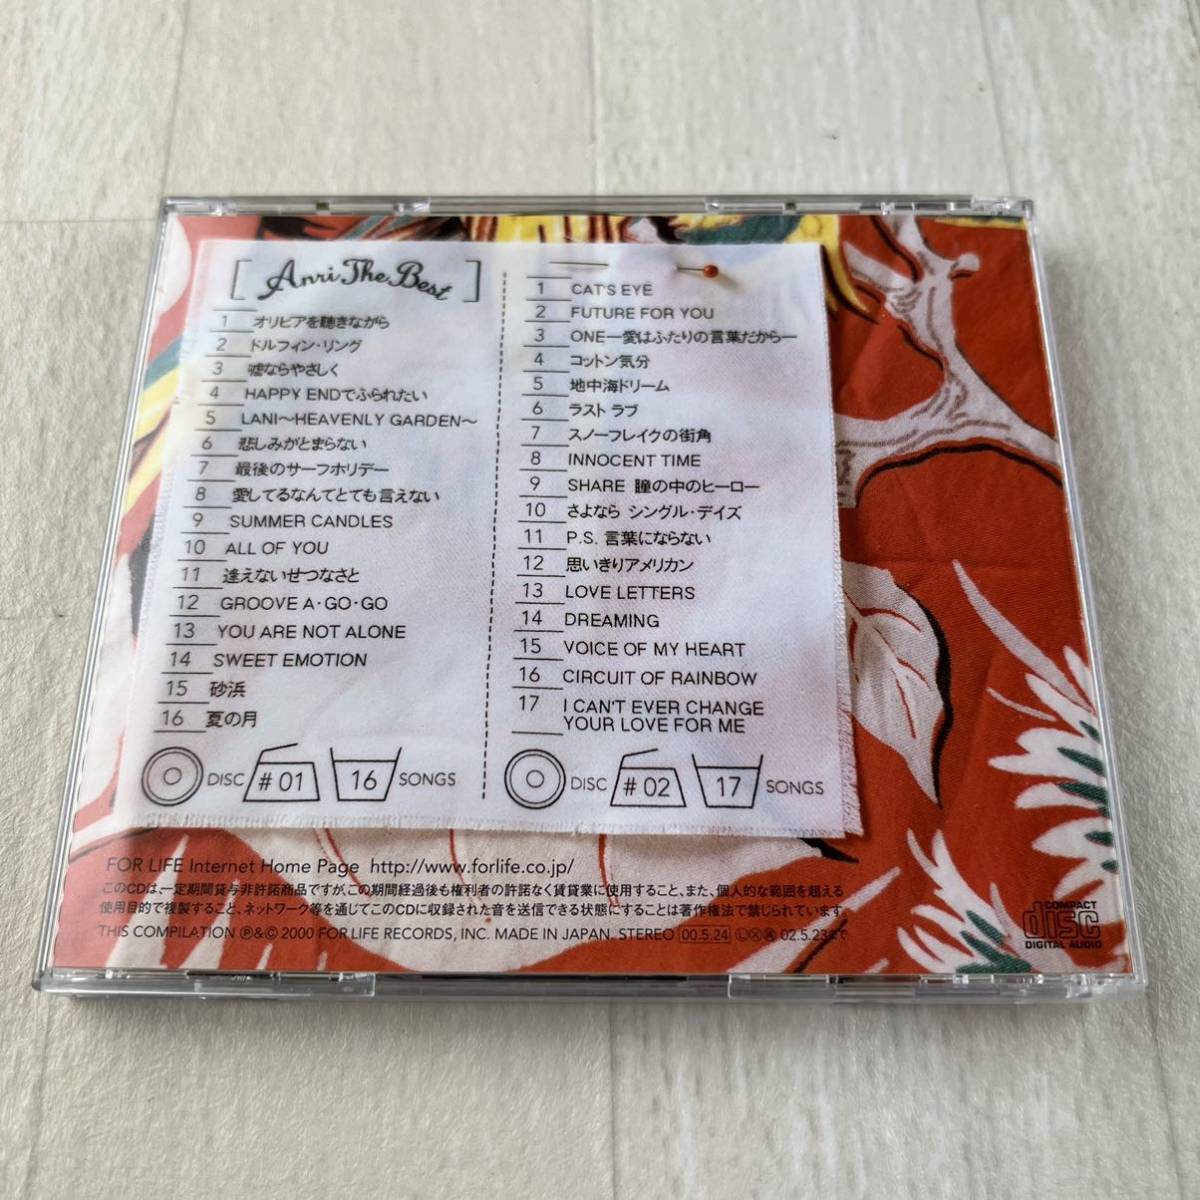 [Anri The Best]
1 オリビアを聴きながら
2 ドルフィン・リング
3 嘘ならやさしく
4 HAPPY ENDでふられたい
5 LANI〜HEAVENLY GARDEN〜
6 悲しみがとまらない
7 最後のサーフホリデー
8 愛してるなんてとても言えない
9 SUMMER CANDLES
10 ALL OF YOU
11 逢えないせつなさと
12 GROOVE A・GO・GO
13 YOU ARE NOT ALONE
14 SWEET EMOTION
15 砂浜
16 夏の月
DISC #01 16 SONGS
1 CAT'S EYE
2 FUTURE FOR YOU
3 ONE—愛はふたりの言葉だから—
4 コットン気分
5 地中海ドリーム
6 ラスト ラブ
7 スノーフレイクの街角
8 INNOCENT TIME
9 SHARE 瞳の中のヒーロー
10 さよなら シングル・デイズ
11 P.S. 言葉にならない
12 思いきりアメリカン
13 LOVE LETTERS
14 DREAMING
15 VOICE OF MY HEART
16 CIRCUIT OF RAINBOW
17 I CAN'T EVER CHANGE
YOUR LOVE FOR ME
DISC #02 17 SONGS
FOR LIFE Internet Home Page http://www.forlife.co.jp/
このCDは、一定期間貸与非許諾商品ですが、この期間経過後も権利者の許諾なく賃貸業に使用すること、また、個人的な範囲を超える
使用目的で複製すること、ネットワーク等を通じてこのCDに収録された音を送信できる状態にすることは著作権法で禁じられています。
THIS COMPILATION Ⓟ&© 2000 FOR LIFE RECORDS, INC. MADE IN JAPAN. STEREO 00.5.24 Ⓛ Ⓧ 02.5.23まで
COMPACT
disc
DIGITAL AUDIO